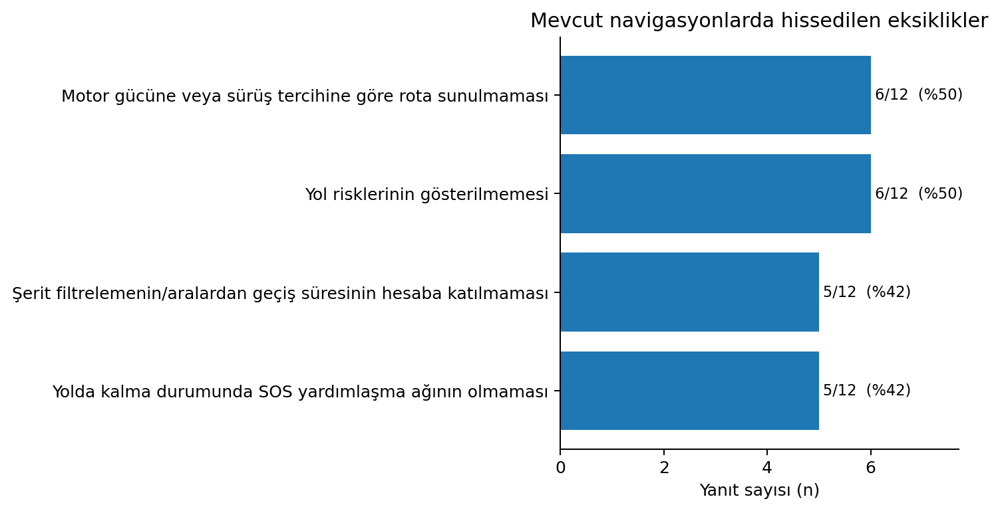 Mevcut navigasyonlarda hissedilen eksiklikler
Motor gücüne veya sürüş tercihine göre rota sunulmaması
6/12 (%50)
Yol risklerinin gösterilmemesi
6/12 (%50)
Şerit filtrelemenin/aralardan geçiş süresinin hesaba katılmaması
5/12 (%42)
Yolda kalma durumunda SOS yardımlaşma ağının olmaması
5/12 (%42)
0 2 4 6
Yanıt sayısı (n)